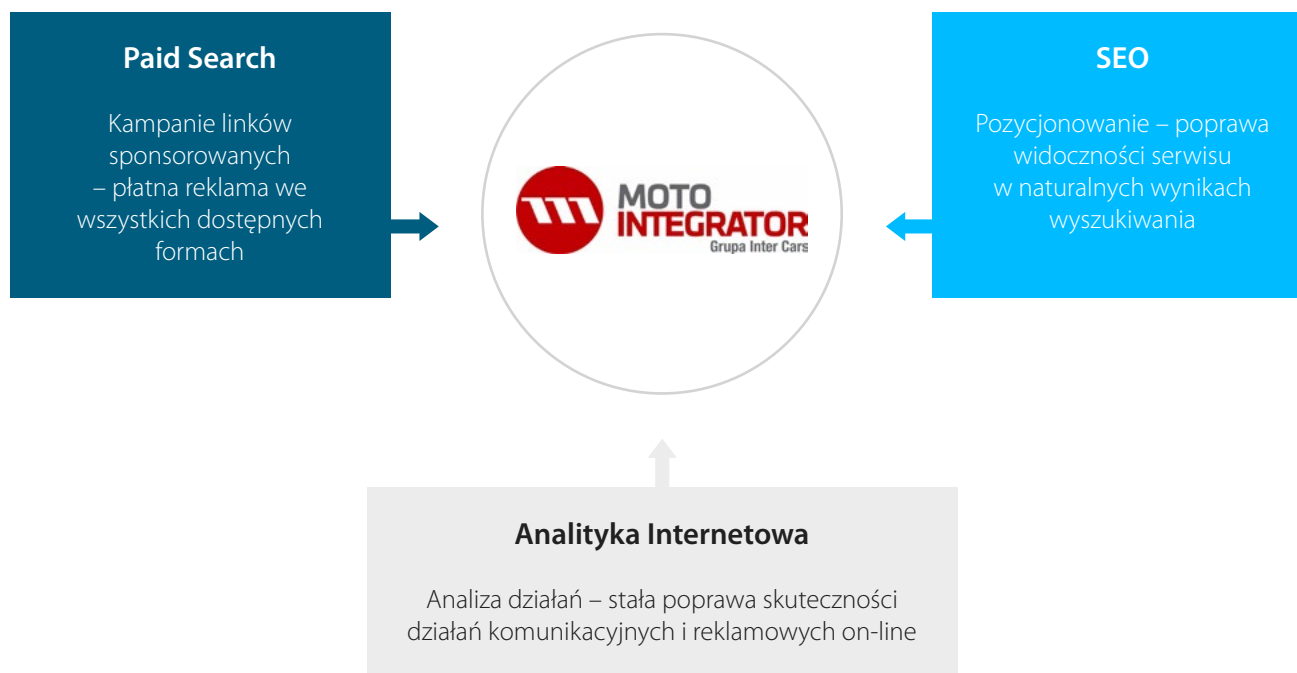 Paid Search
Kampanie linków
sponsorowanych
– płatna reklama we
wszystkich dostępnych
formach
MOTO
INTEGRATOR
Grupa Inter Cars
SEO
Pozycjonowanie – poprawa
widoczności serwisu
w naturalnych wynikach
wyszukiwania
Analityka Internetowa
Analiza działań – stała poprawa skuteczności
działań komunikacyjnych i reklamowych on-line